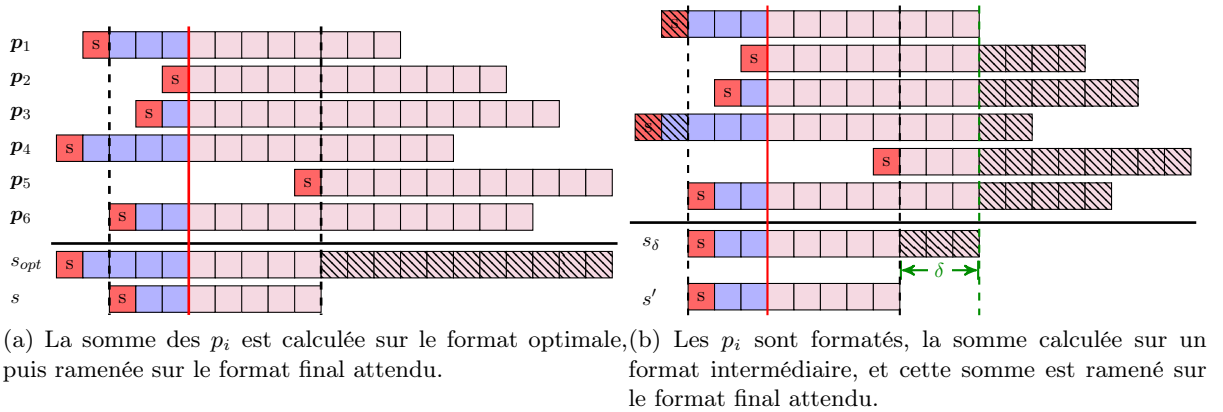 s
p1
s
p2
s
p3
s
p4
s
p5
s
p6
s
s_opt
s
s
s
s
s
s
s
s
s
s_δ
s
δ
s'
s
(a) La somme des p_i est calculée sur le format optimale,
puis ramenée sur le format final attendu.
(b) Les p_i sont formatés, la somme calculée sur un
format intermédiaire, et cette somme est ramené sur
le format final attendu.